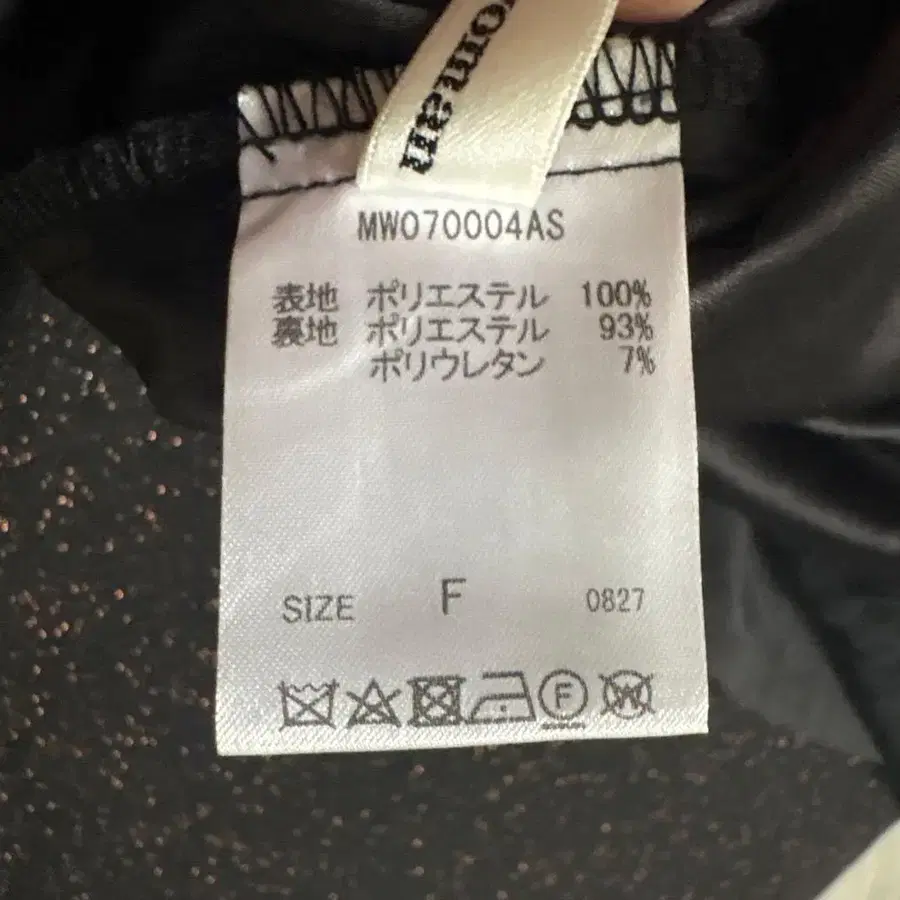 MW070004AS
表地 ポリエステル 100%
裏地 ポリエステル 93%
ポリウレタン 7%
SIZE F 0827
F
W